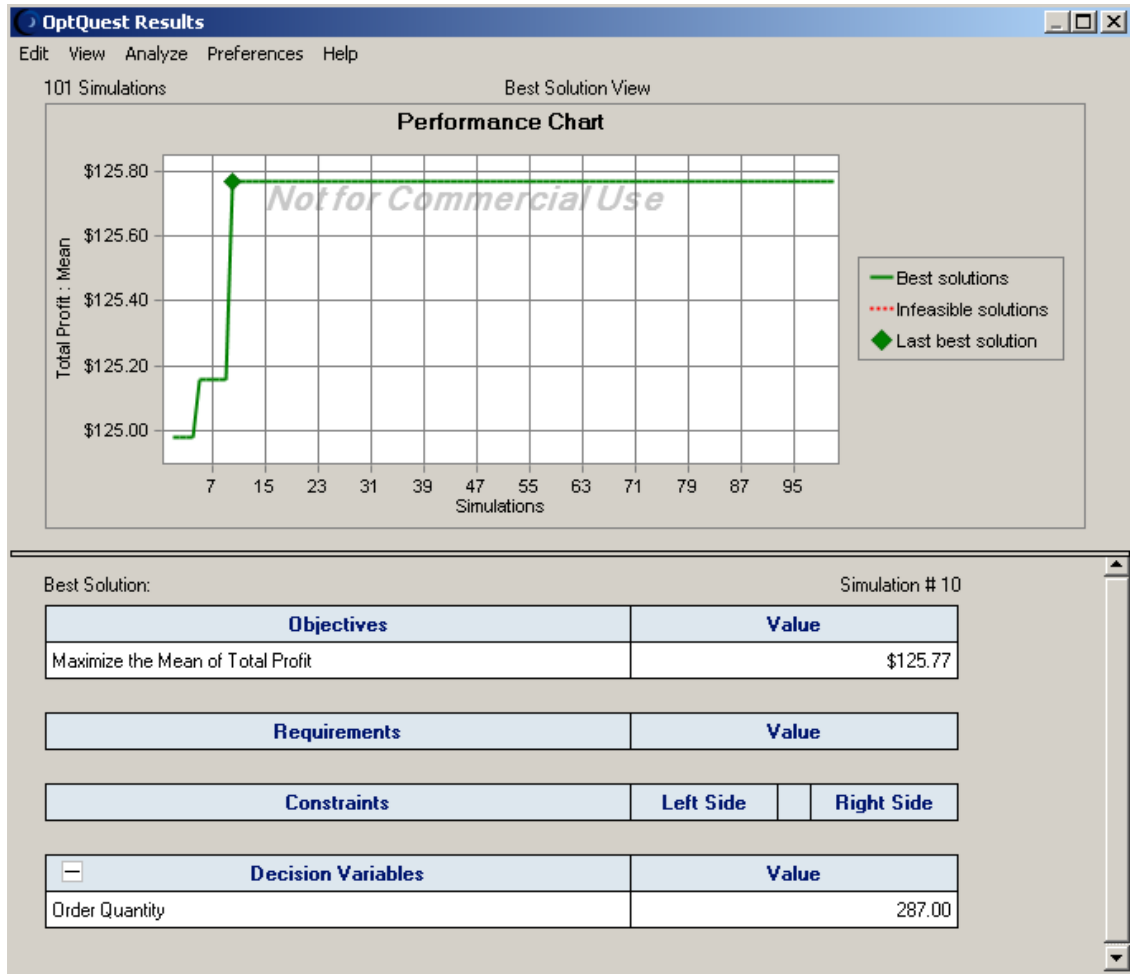 OptQuest Results
Edit View Analyze Preferences Help
101 Simulations Best Solution View
Performance Chart
$125.80
$125.60
$125.40
$125.20
$125.00
Total Profit : Mean
Not for Commercial Use
7 15 23 31 39 47 55 63 71 79 87 95
Simulations
Best solutions
Infeasible solutions
Last best solution
Best Solution: Simulation # 10
Objectives Value
Maximize the Mean of Total Profit $125.77
Requirements Value
Constraints Left Side Right Side
Decision Variables Value
Order Quantity 287.00